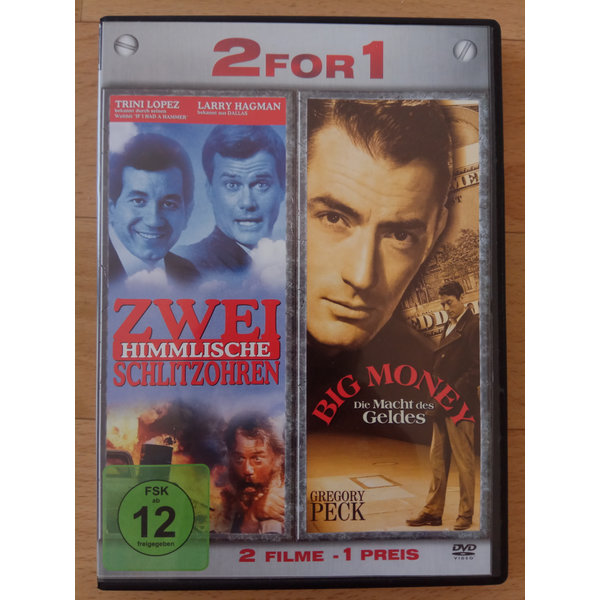 2 FOR 1
TRINI LOPEZ
bekannt durch seinen
Welthit "IF I HAD A HAMMER"
LARRY HAGMAN
bekannt aus DALLAS
ZWEI
HIMMLISCHE
SCHLITZOHREN
FSK
ab
12
freigegeben
BIG MONEY
Die Macht des
Geldes
GREGORY
PECK
2 FILME - 1 PREIS
DVD
VIDEO